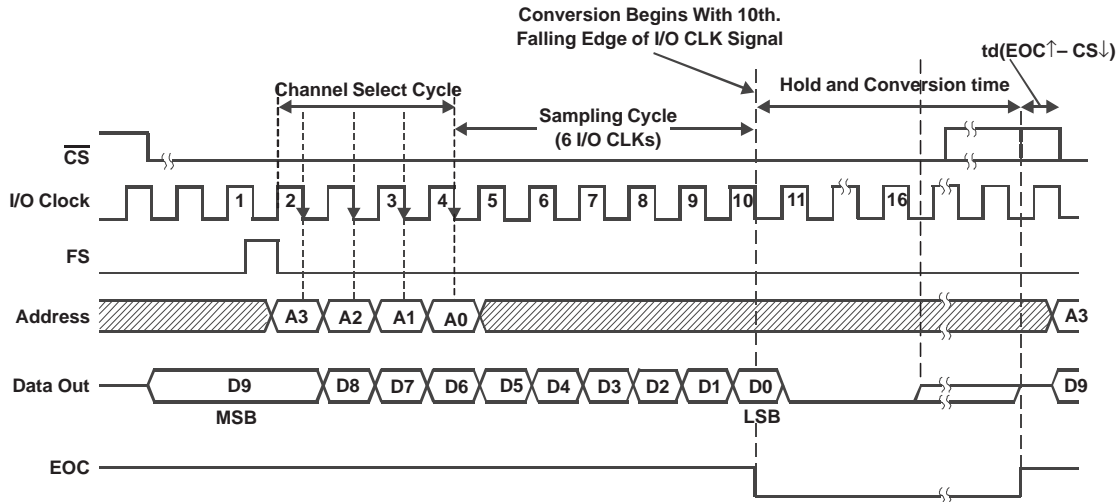 Conversion Begins With 10th.
Falling Edge of I/O CLK Signal
td(EOC↑– CS↓)
Channel Select Cycle
Hold and Conversion time
Sampling Cycle
(6 I/O CLKs)
CS
I/O Clock 1 2 3 4 5 6 7 8 9 10 11 16
FS
Address A3 A2 A1 A0 A3
Data Out D9 D8 D7 D6 D5 D4 D3 D2 D1 D0 D9
MSB LSB
EOC